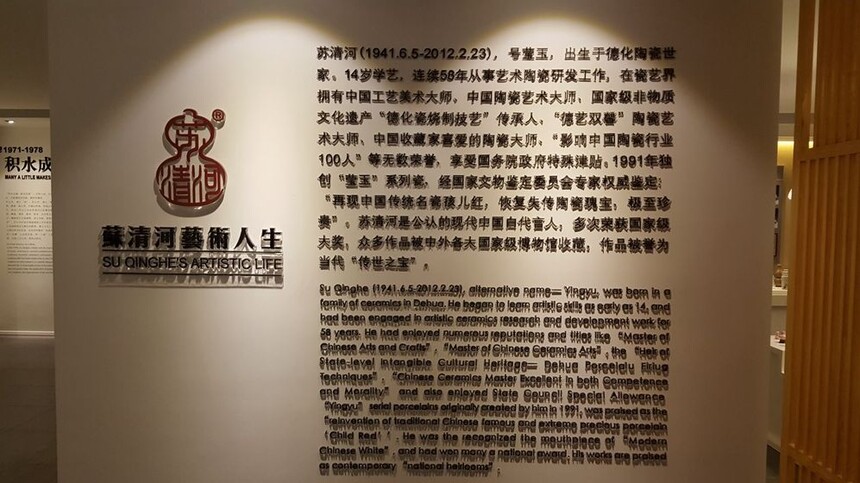 1971-1978
积水成
MANY A LITTLE MAKES
苏清河
®
蘇清河藝術人生
SU QINGHE'S ARTISTIC LIFE
苏清河(1941.6.5-2012.2.23)，号莹玉，出生于德化陶瓷世
家。14岁学艺，连续58年从事艺术陶瓷研发工作，在瓷艺界
拥有中国工艺美术大师、中国陶瓷艺术大师、国家级非物质
文化遗产“德化瓷烧制技艺”传承人、“德艺双馨”陶瓷艺
术大师、中国收藏家喜爱的陶瓷大师、“影响中国陶瓷行业
100人”等无数荣誉，享受国务院政府特殊津贴。1991年独
创“莹玉”系列瓷，经国家文物鉴定委员会专家权威鉴定：
“再现中国传统名瓷孩儿红，恢复失传陶瓷瑰宝，极至珍
贵”。苏清河是公认的现代中国白代言人，多次荣获国家级
大奖，众多作品被中外各大国家级博物馆收藏，作品被誉为
当代“传世之宝”。
Su Qinghe (1941.6.5-2012.2.23), alternative name— Yingyu, was born in a
family of ceramics in Dehua. He began to learn artistic skills as early as 14, and
had been engaged in artistic ceramics research and development work for
58 years. He had enjoyed numerous reputations and titles like “Master of
Chinese Arts and Crafts”, “Master of Chinese Ceramics Arts”, the “Heir of
State-level Intangible Cultural Heritage— Dehua Porcelain Firing
Techniques”, “Chinese Ceramics Master Excellent in both Competence
and Morality” and also enjoyed State Council Special Allowance.
“Yingyu” serial porcelains originally created by him in 1991, was praised as the
“reinvention of traditional Chinese famous and extreme precious porcelain
(Child Red)”. He was the recognized the mouthpiece of “Modern
Chinese White”, and had won many a national award. His works are praised
as contemporary “national heirlooms”.